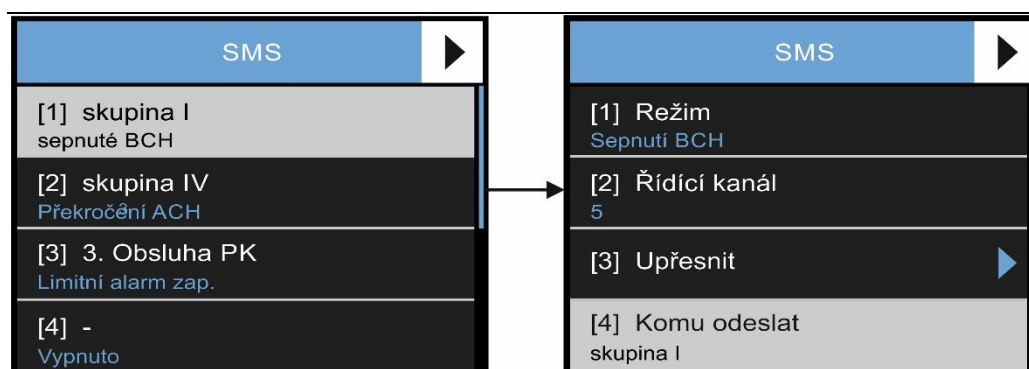 SMS
[1] skupina I
sepnuté BCH
[2] skupina IV
Překročení ACH
[3] 3. Obsluha PK
Limitní alarm zap.
[4] -
Vypnuto
SMS
[1] Režim
Sepnutí BCH
[2] Řídící kanál
5
[3] Upřesnit
[4] Komu odeslat
skupina I